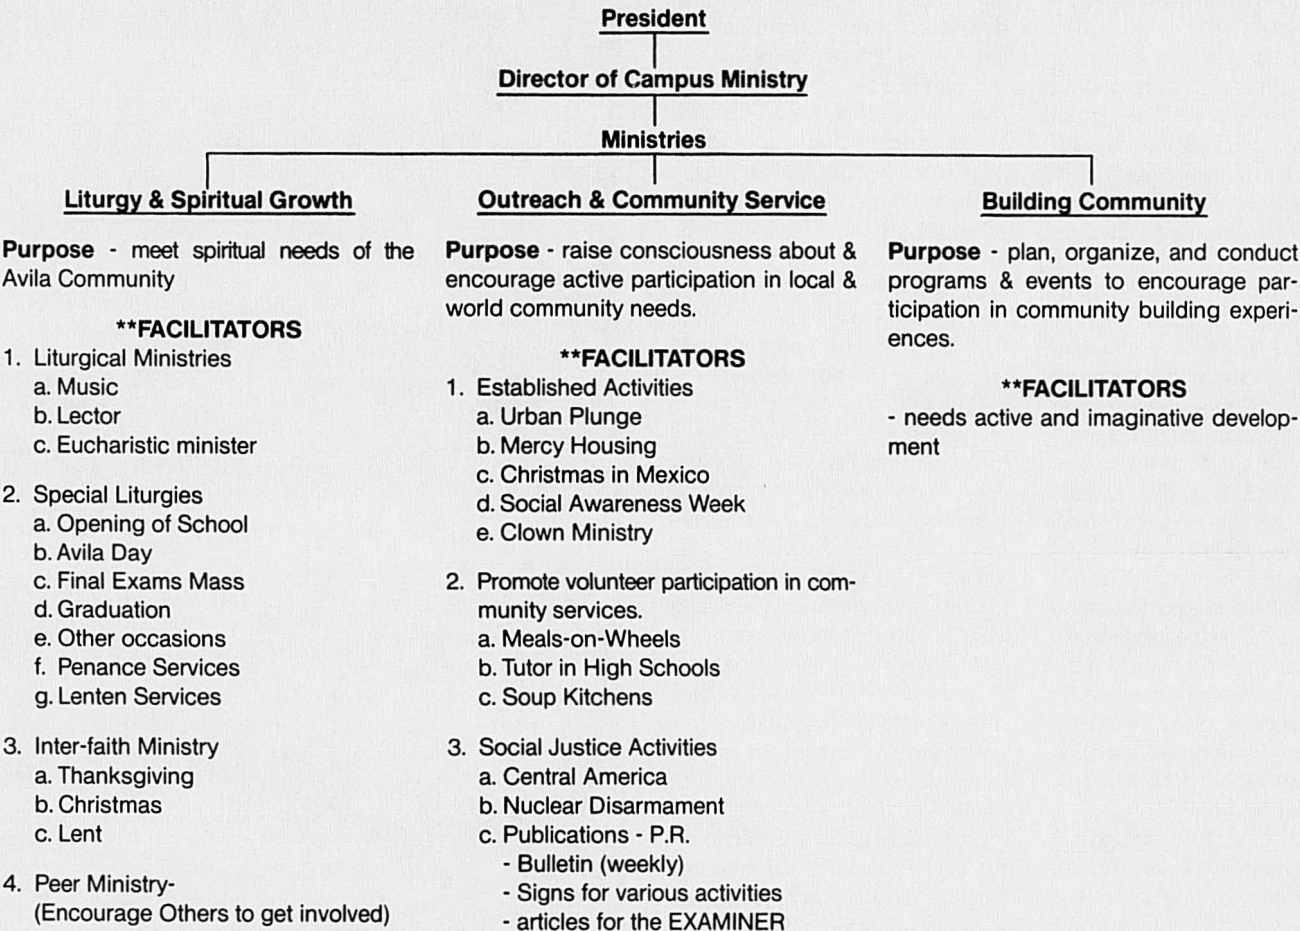 President
Director of Campus Ministry
Ministries
Liturgy & Spiritual Growth
Purpose - meet spiritual needs of the
Avila Community
**FACILITATORS
1. Liturgical Ministries
a. Music
b. Lector
c. Eucharistic minister
2. Special Liturgies
a. Opening of School
b. Avila Day
c. Final Exams Mass
d. Graduation
e. Other occasions
f. Penance Services
g. Lenten Services
3. Inter-faith Ministry
a. Thanksgiving
b. Christmas
c. Lent
4. Peer Ministry-
(Encourage Others to get involved)
Outreach & Community Service
Purpose - raise consciousness about &
encourage active participation in local &
world community needs.
**FACILITATORS
1. Established Activities
a. Urban Plunge
b. Mercy Housing
c. Christmas in Mexico
d. Social Awareness Week
e. Clown Ministry
2. Promote volunteer participation in com-
munity services.
a. Meals-on-Wheels
b. Tutor in High Schools
c. Soup Kitchens
3. Social Justice Activities
a. Central America
b. Nuclear Disarmament
c. Publications - P.R.
- Bulletin (weekly)
- Signs for various activities
- articles for the EXAMINER
Building Community
Purpose - plan, organize, and conduct
programs & events to encourage par-
ticipation in community building experi-
ences.
**FACILITATORS
- needs active and imaginative develop-
ment